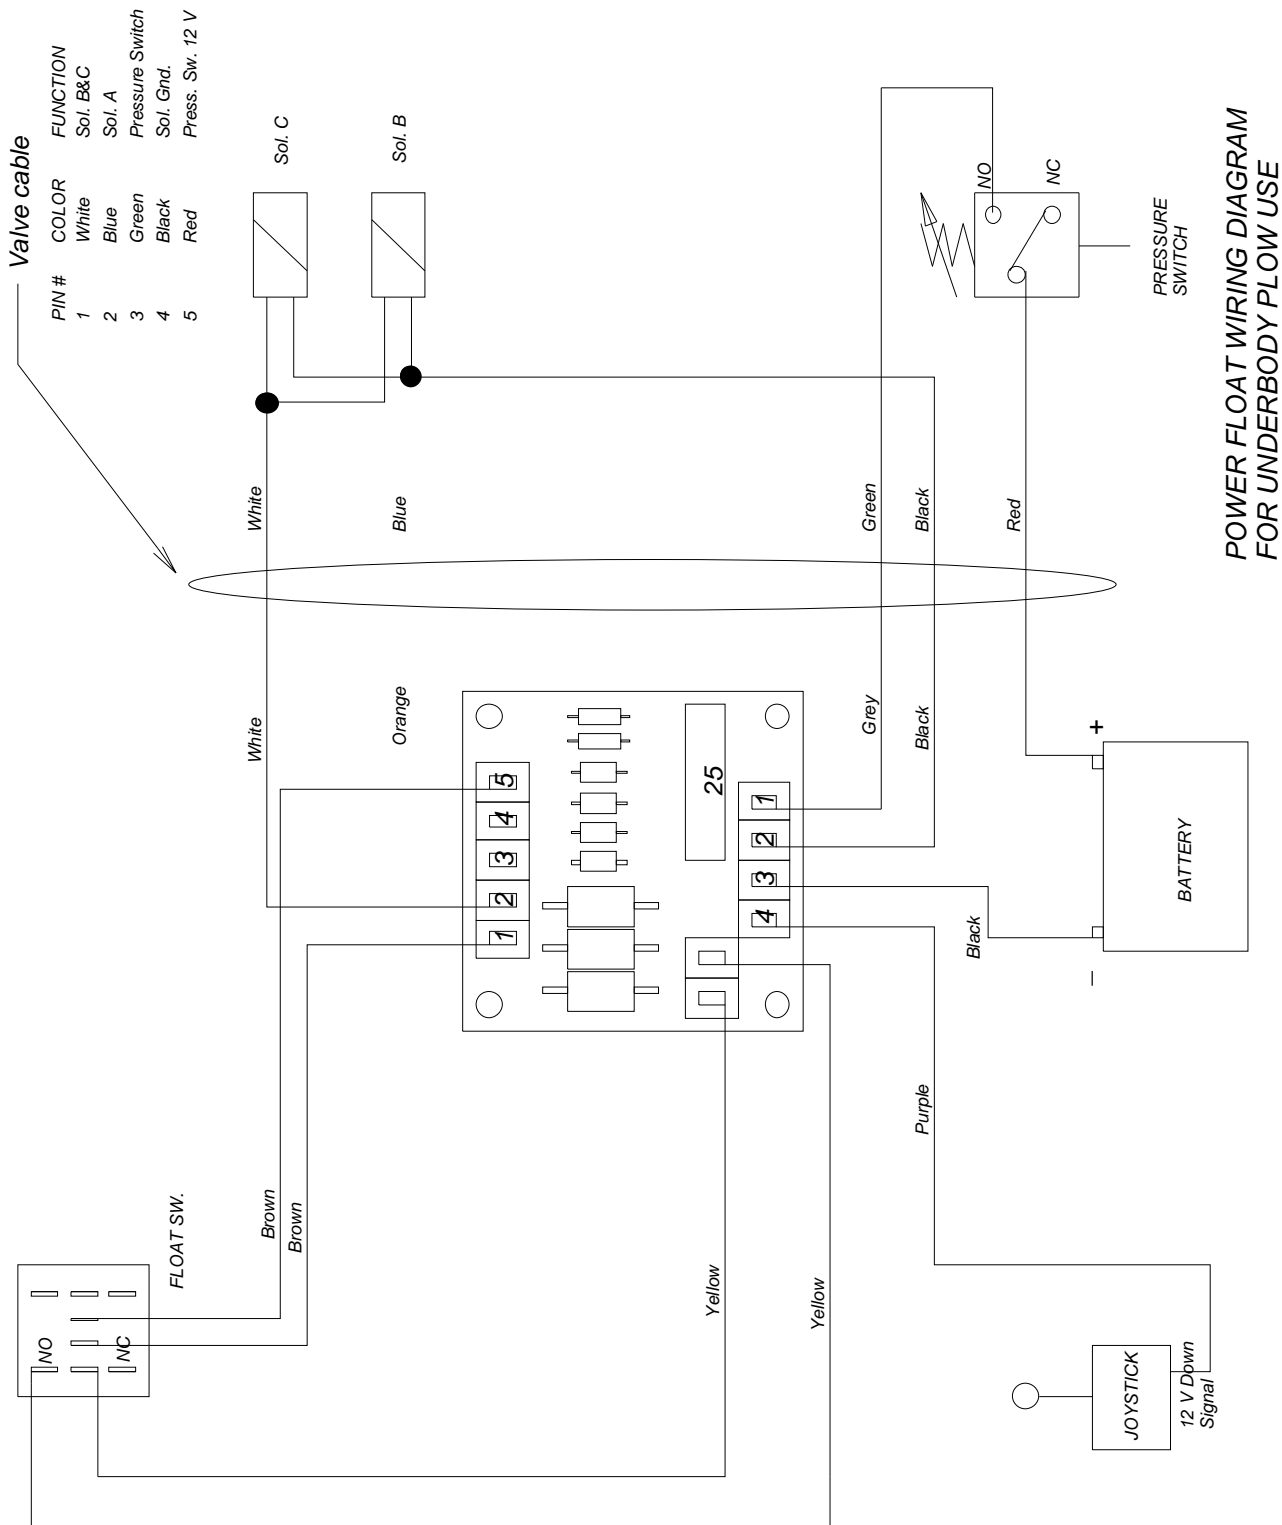 Valve cable
PIN # COLOR FUNCTION
1 White Sol. B&C
2 Blue Sol. A
3 Green Pressure Switch
4 Black Sol. Gnd.
5 Red Press. Sw. 12 V
Sol. C
Sol. B
White
Blue
Green
Black
Red
NO
NC
PRESSURE
SWITCH
White
Orange
Grey
Black
5
4
3
2
1
25
1
2
3
4
+
–
BATTERY
Black
FLOAT SW.
NO
NC
Brown
Brown
Yellow
Yellow
Purple
JOYSTICK
12 V Down
Signal
POWER FLOAT WIRING DIAGRAM
FOR UNDERBODY PLOW USE